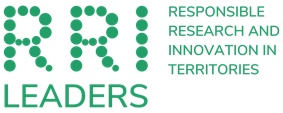 RRI
LEADERS
RESPONSIBLE
RESEARCH AND
INNOVATION IN
TERRITORIES